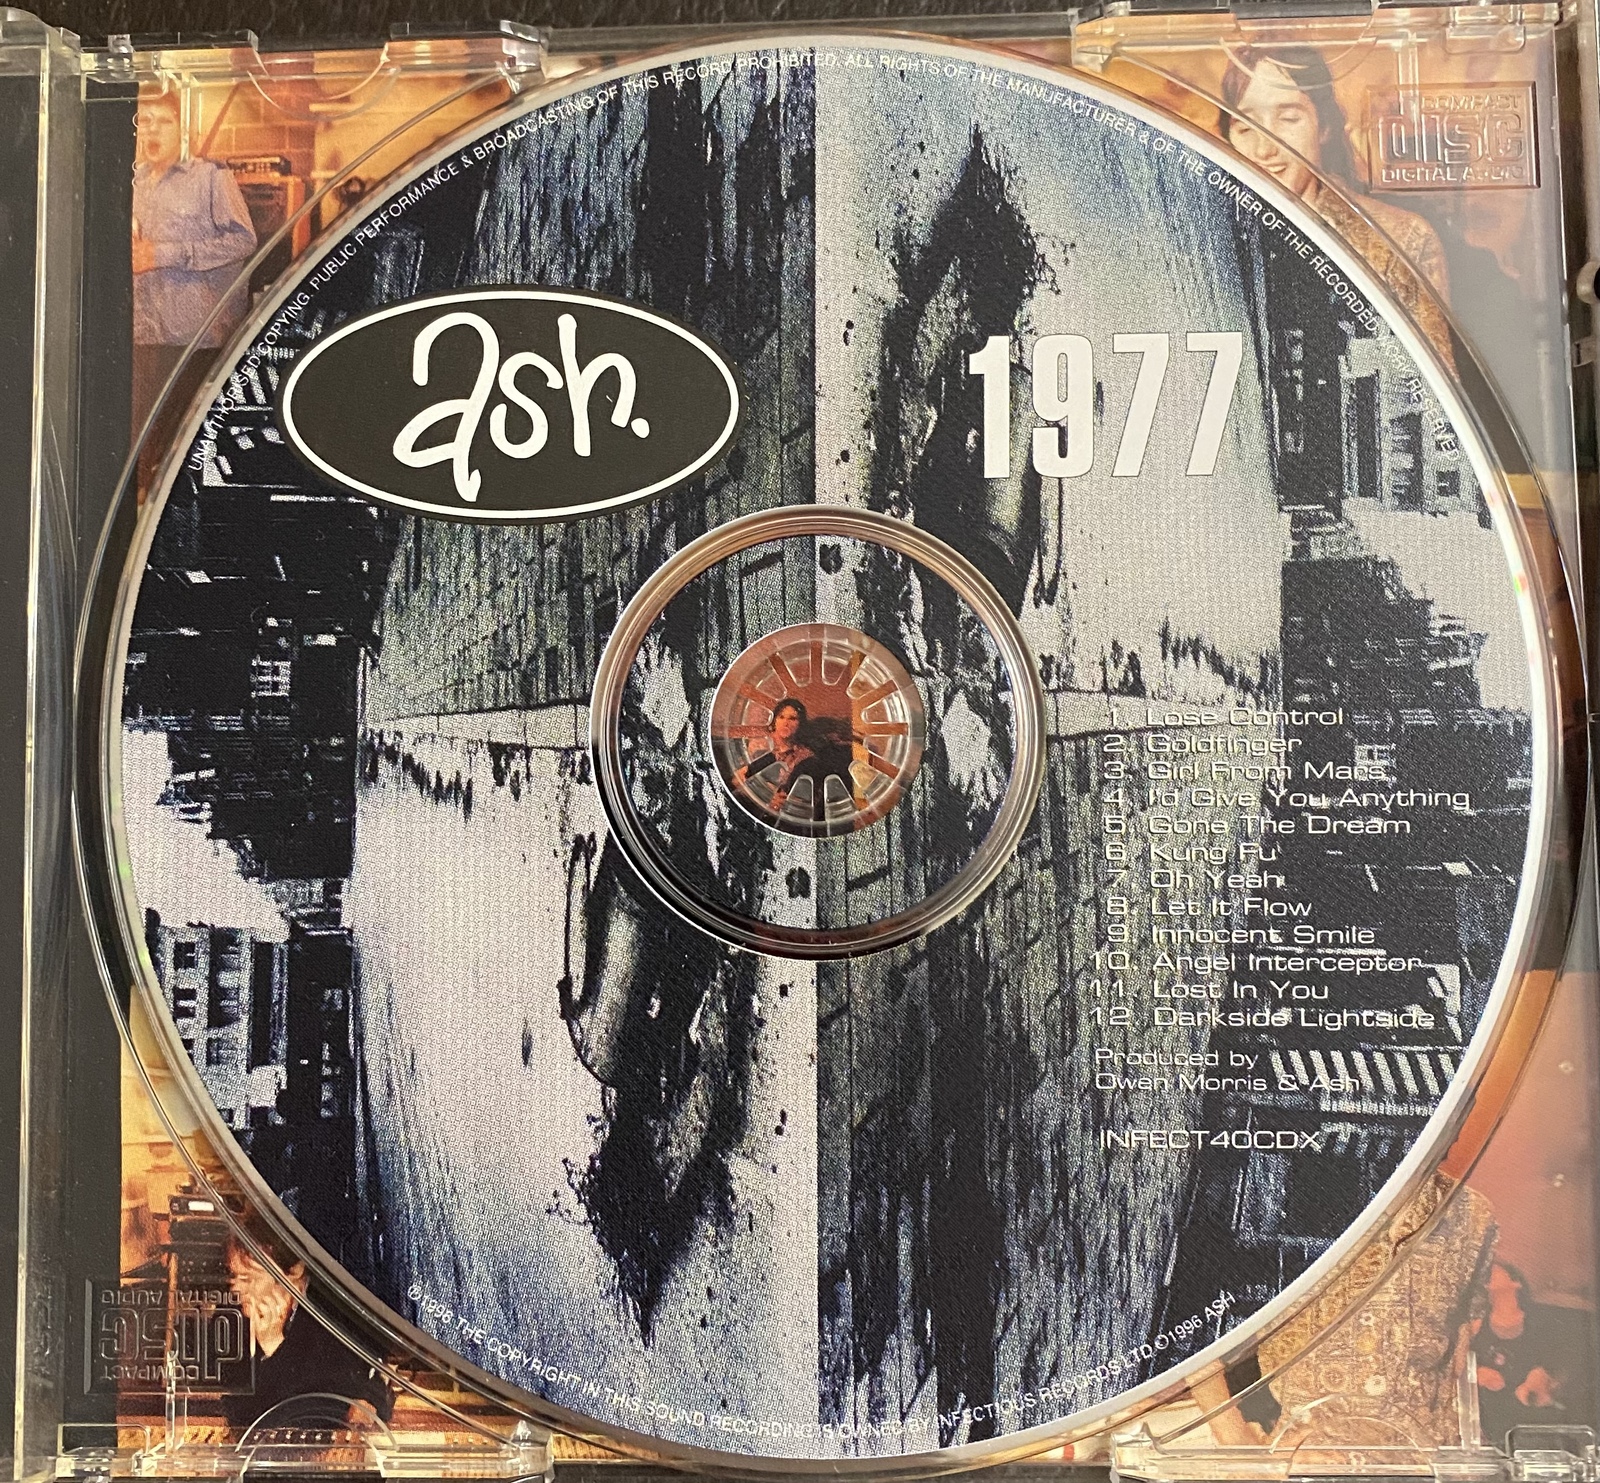 UNAUTHORISED COPYING, PUBLIC PERFORMANCE & BROADCASTING OF THIS RECORD PROHIBITED. ALL RIGHTS OF THE MANUFACTURER & OF THE OWNER OF THE RECORDED WORK RESERVED
COMPACT
disc
DIGITAL AUDIO
ash.
1977
1. Lose Control
2. Goldfinger
3. Girl From Mars
4. I'd Give You Anything
5. Gone The Dream
6. Kung Fu
7. Oh Yeah
8. Let It Flow
9. Innocent Smile
10. Angel Interceptor
11. Lost In You
12. Darkside Lightside
Produced by
Owen Morris & Ash
INFECT40CDX
℗1996 THE COPYRIGHT IN THIS SOUND RECORDING IS OWNED BY INFECTIOUS RECORDS LTD ©1996 ASH
COMPACT
disc
DIGITAL AUDIO